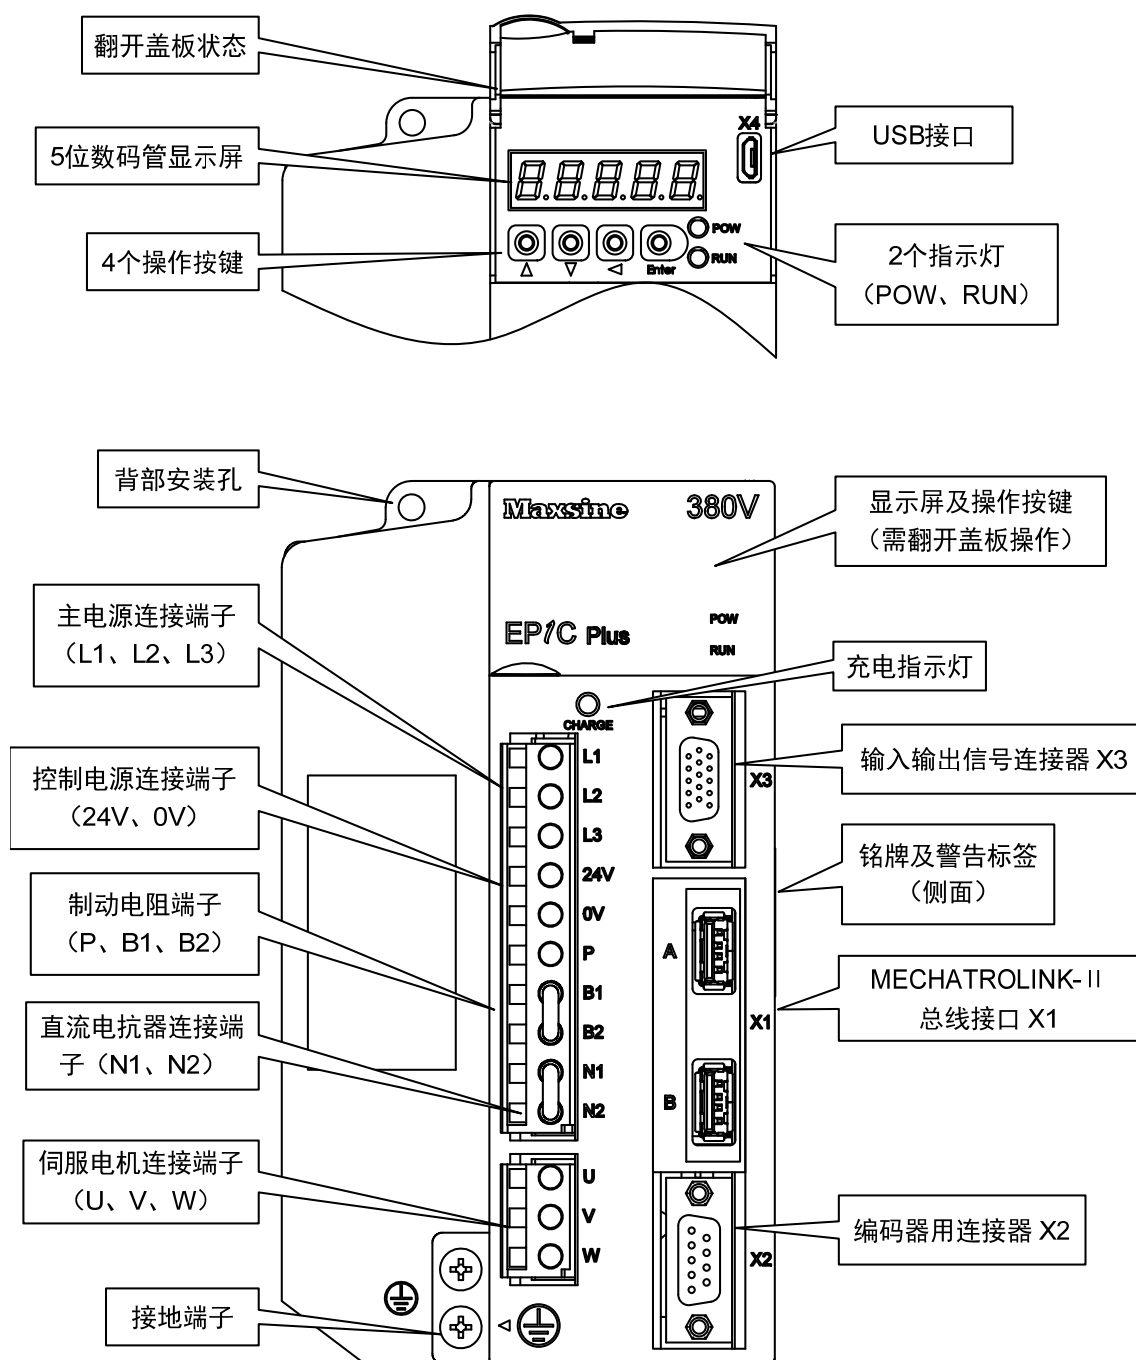 翻开盖板状态
5位数码管显示屏
4个操作按键
X4
USB接口
8.8.8.8.8.
POW
RUN
Enter
2个指示灯
（POW、RUN）
背部安装孔
Maxsine
380V
显示屏及操作按键
（需翻开盖板操作）
EPIC Plus
POW
RUN
主电源连接端子
（L1、L2、L3）
充电指示灯
CHARGE
控制电源连接端子
（24V、0V）
制动电阻端子
（P、B1、B2）
直流电抗器连接端
子（N1、N2）
伺服电机连接端子
（U、V、W）
接地端子
L1
L2
L3
24V
0V
P
B1
B2
N1
N2
U
V
W
X3
A
X1
B
X2
输入输出信号连接器 X3
铭牌及警告标签
（侧面）
MECHATROLINK-II
总线接口 X1
编码器用连接器 X2